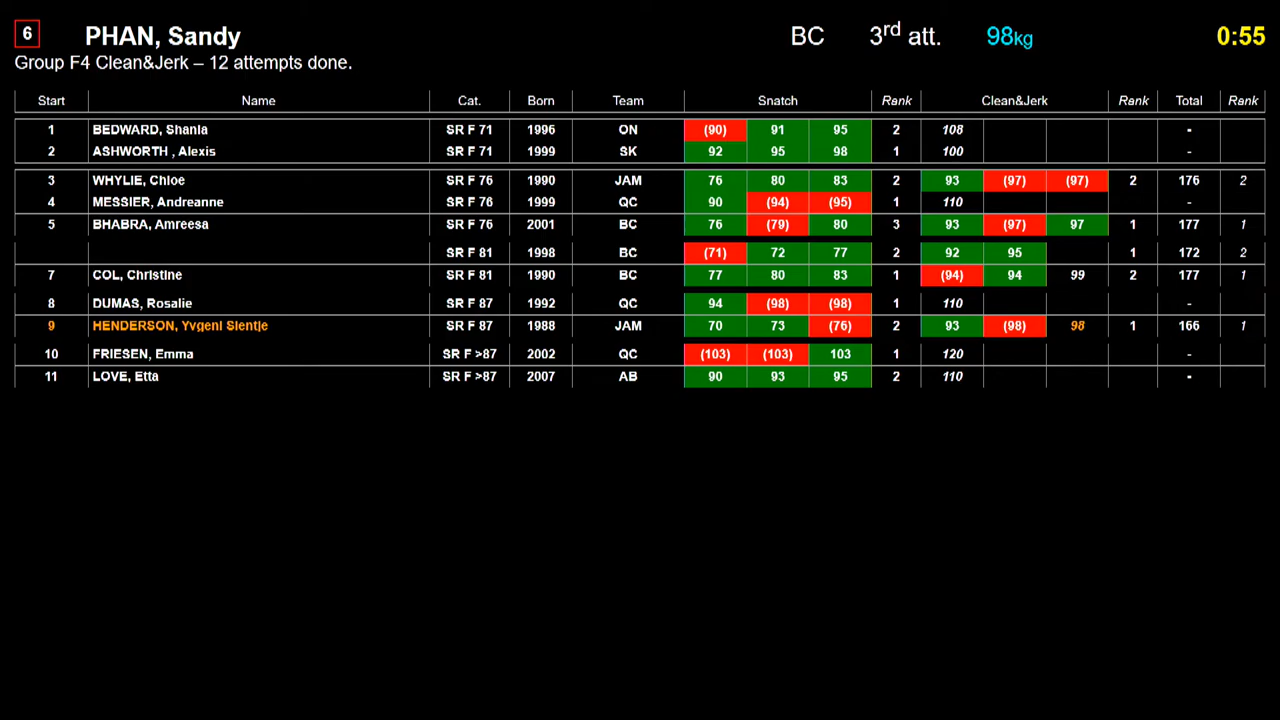 6 PHAN, Sandy BC 3rd att. 98kg 0:55
Group F4 Clean&Jerk – 12 attempts done.
Start Name Cat. Born Team Snatch Rank Clean&Jerk Rank Total Rank
1 BEDWARD, Shania SR F 71 1996 ON (90) 91 95 2 108 -
2 ASHWORTH , Alexis SR F 71 1999 SK 92 95 98 1 100 -
3 WHYLIE, Chloe SR F 76 1990 JAM 76 80 83 2 93 (97) (97) 2 176 2
4 MESSIER, Andreanne SR F 76 1999 QC 90 (94) (95) 1 110 -
5 BHABRA, Amreesa SR F 76 2001 BC 76 (79) 80 3 93 (97) 97 1 177 1
SR F 81 1998 BC (71) 72 77 2 92 95 1 172 2
7 COL, Christine SR F 81 1990 BC 77 80 83 1 (94) 94 99 2 177 1
8 DUMAS, Rosalie SR F 87 1992 QC 94 (98) (98) 1 110 -
9 HENDERSON, Yvgeni Sientje SR F 87 1988 JAM 70 73 (76) 2 93 (98) 98 1 166 1
10 FRIESEN, Emma SR F >87 2002 QC (103) (103) 103 1 120 -
11 LOVE, Etta SR F >87 2007 AB 90 93 95 2 110 -